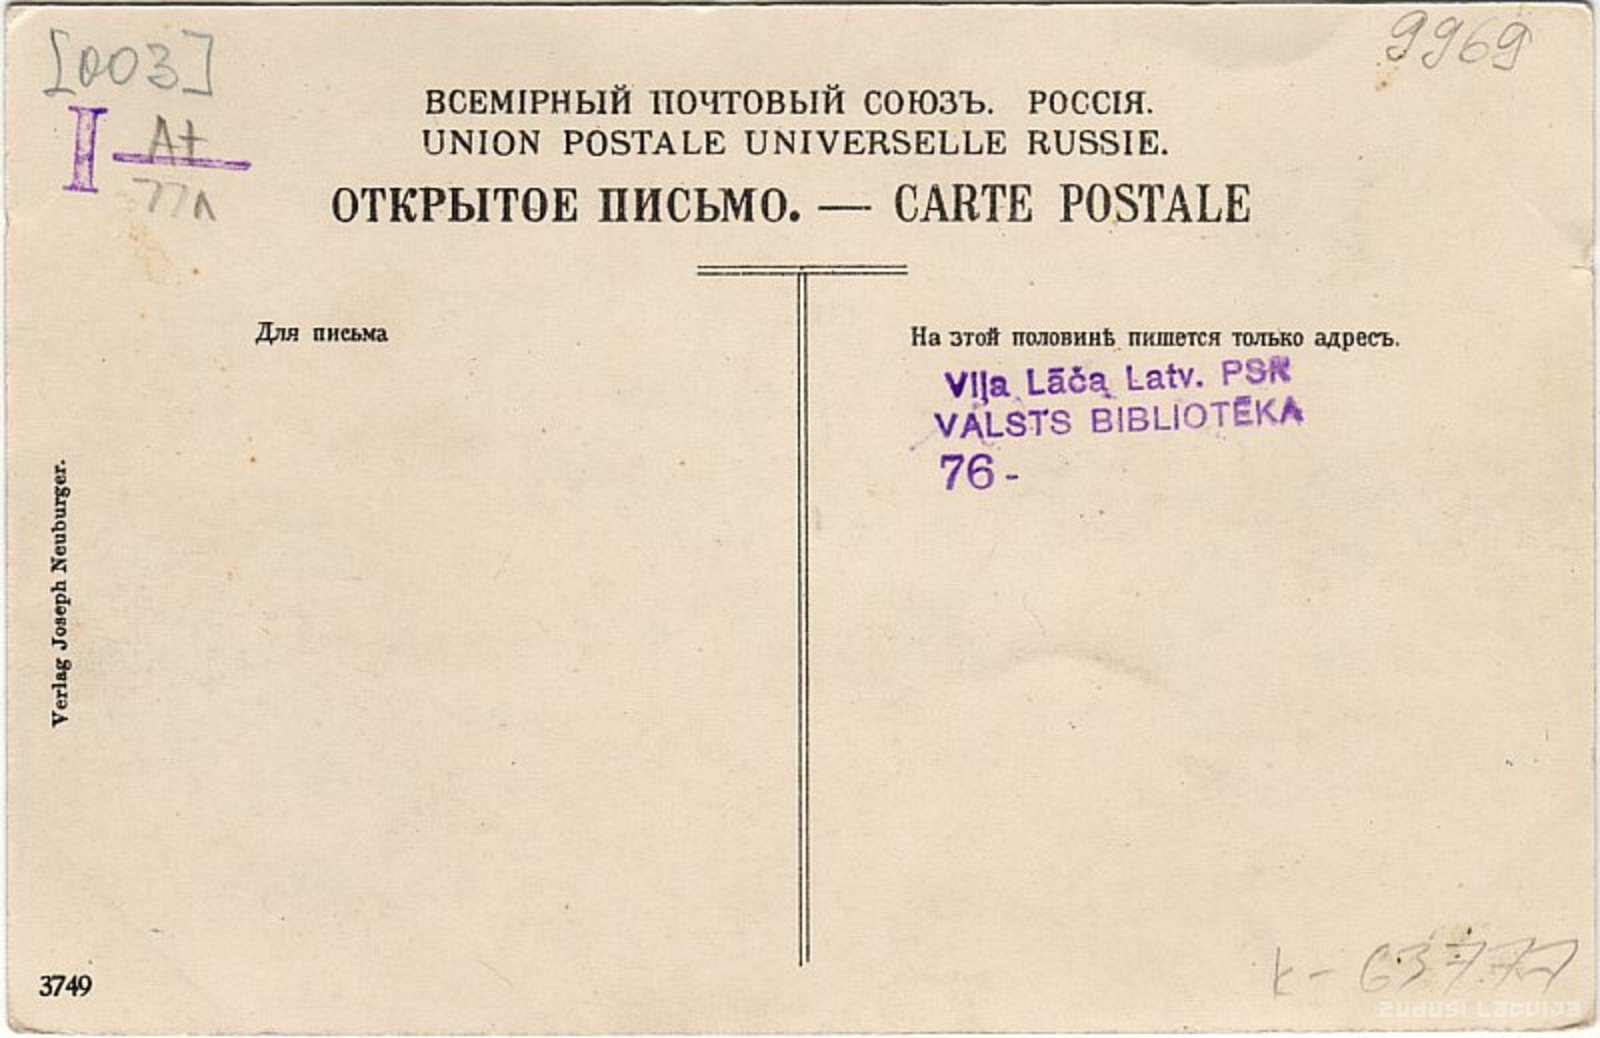 [003]
9969
I At
77л
ВСЕМІРНЫЙ ПОЧТОВЫЙ СОЮЗЪ. РОССІЯ.
UNION POSTALE UNIVERSELLE RUSSIE.
ОТКРЫТОЕ ПИСЬМО. — CARTE POSTALE
Для письма
На этой половинѣ пишется только адресъ.
Viļa Lāča Latv. PSR
VALSTS BIBLIOTĒKA
76-
Verlag Joseph Neuburger.
3749
k- 63777
zudusi Latvija